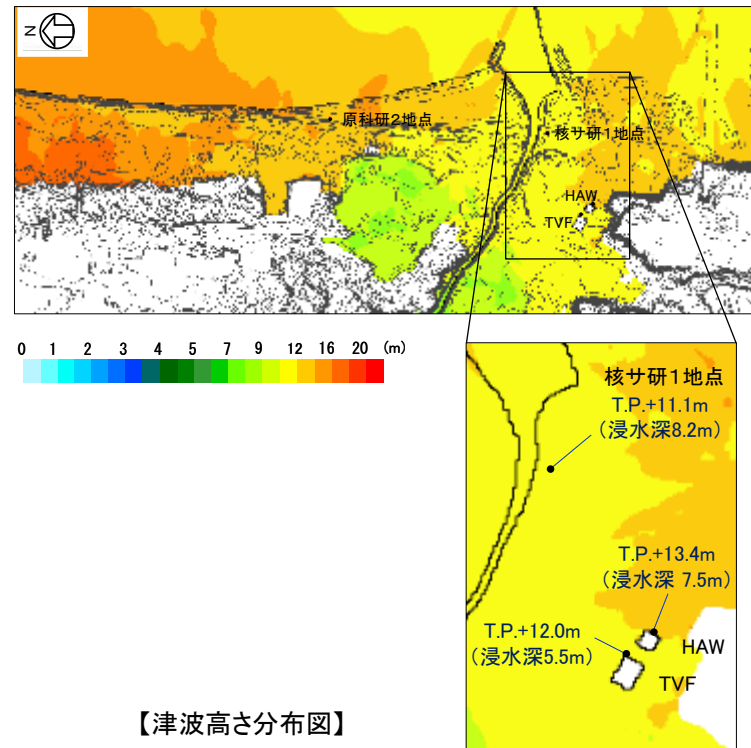 N
原科研2地点
核サ研1地点
HAW
TVF
0 1 2 3 4 5 7 9 12 16 20 (m)
核サ研1地点
T.P.+11.1m
(浸水深8.2m)
T.P.+13.4m
(浸水深 7.5m)
T.P.+12.0m
(浸水深5.5m)
HAW
TVF
【津波高さ分布図】